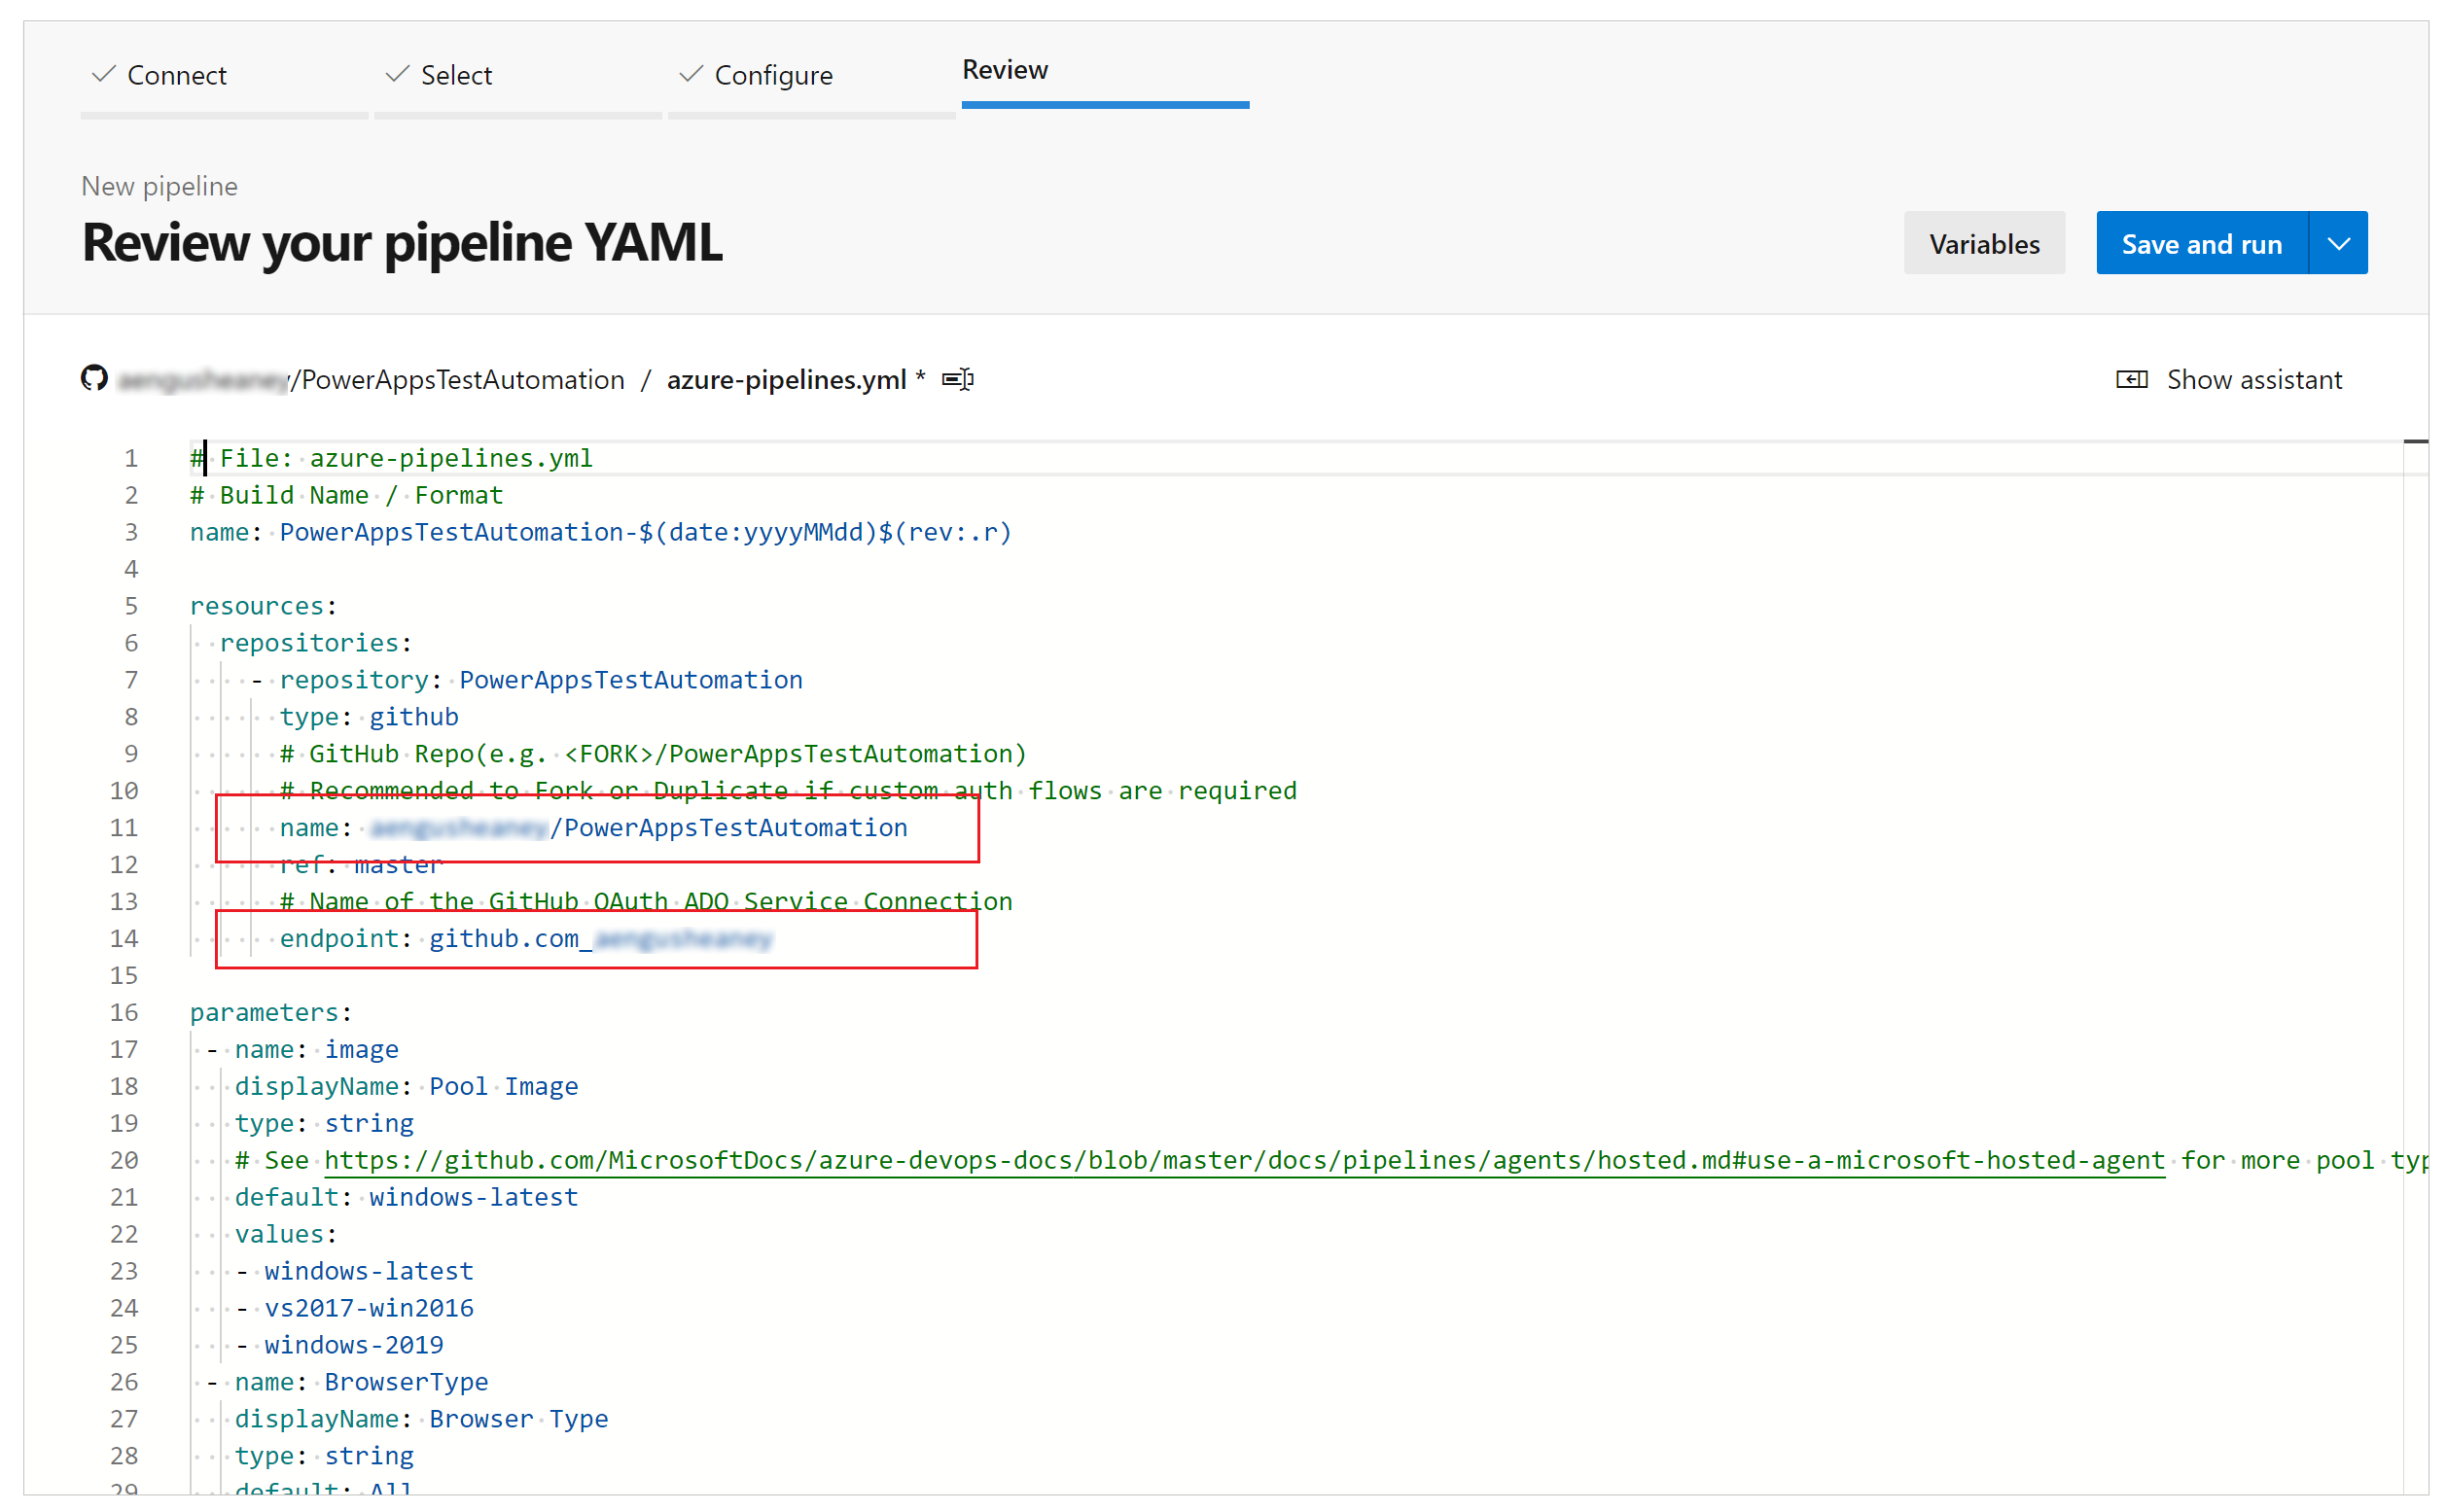 Connect
Select
Configure
Review
New pipeline
Review your pipeline YAML
Variables
Save and run
/PowerAppsTestAutomation / azure-pipelines.yml *
Show assistant
1 # File: azure-pipelines.yml
2 # Build Name / Format
3 name: PowerAppsTestAutomation-$(date:yyyyMMdd)$(rev:.r)
4
5 resources:
6 repositories:
7 - repository: PowerAppsTestAutomation
8 type: github
9 # GitHub Repo(e.g. <FORK>/PowerAppsTestAutomation)
10 # Recommended to Fork or Duplicate if custom auth flows are required
11 name: /PowerAppsTestAutomation
12 ref: master
13 # Name of the GitHub OAuth ADO Service Connection
14 endpoint: github.com_
15
16 parameters:
17 - name: image
18 displayName: Pool Image
19 type: string
20 # See https://github.com/MicrosoftDocs/azure-devops-docs/blob/master/docs/pipelines/agents/hosted.md#use-a-microsoft-hosted-agent for more pool typ
21 default: windows-latest
22 values:
23 - windows-latest
24 - vs2017-win2016
25 - windows-2019
26 - name: BrowserType
27 displayName: Browser Type
28 type: string
29 default: All